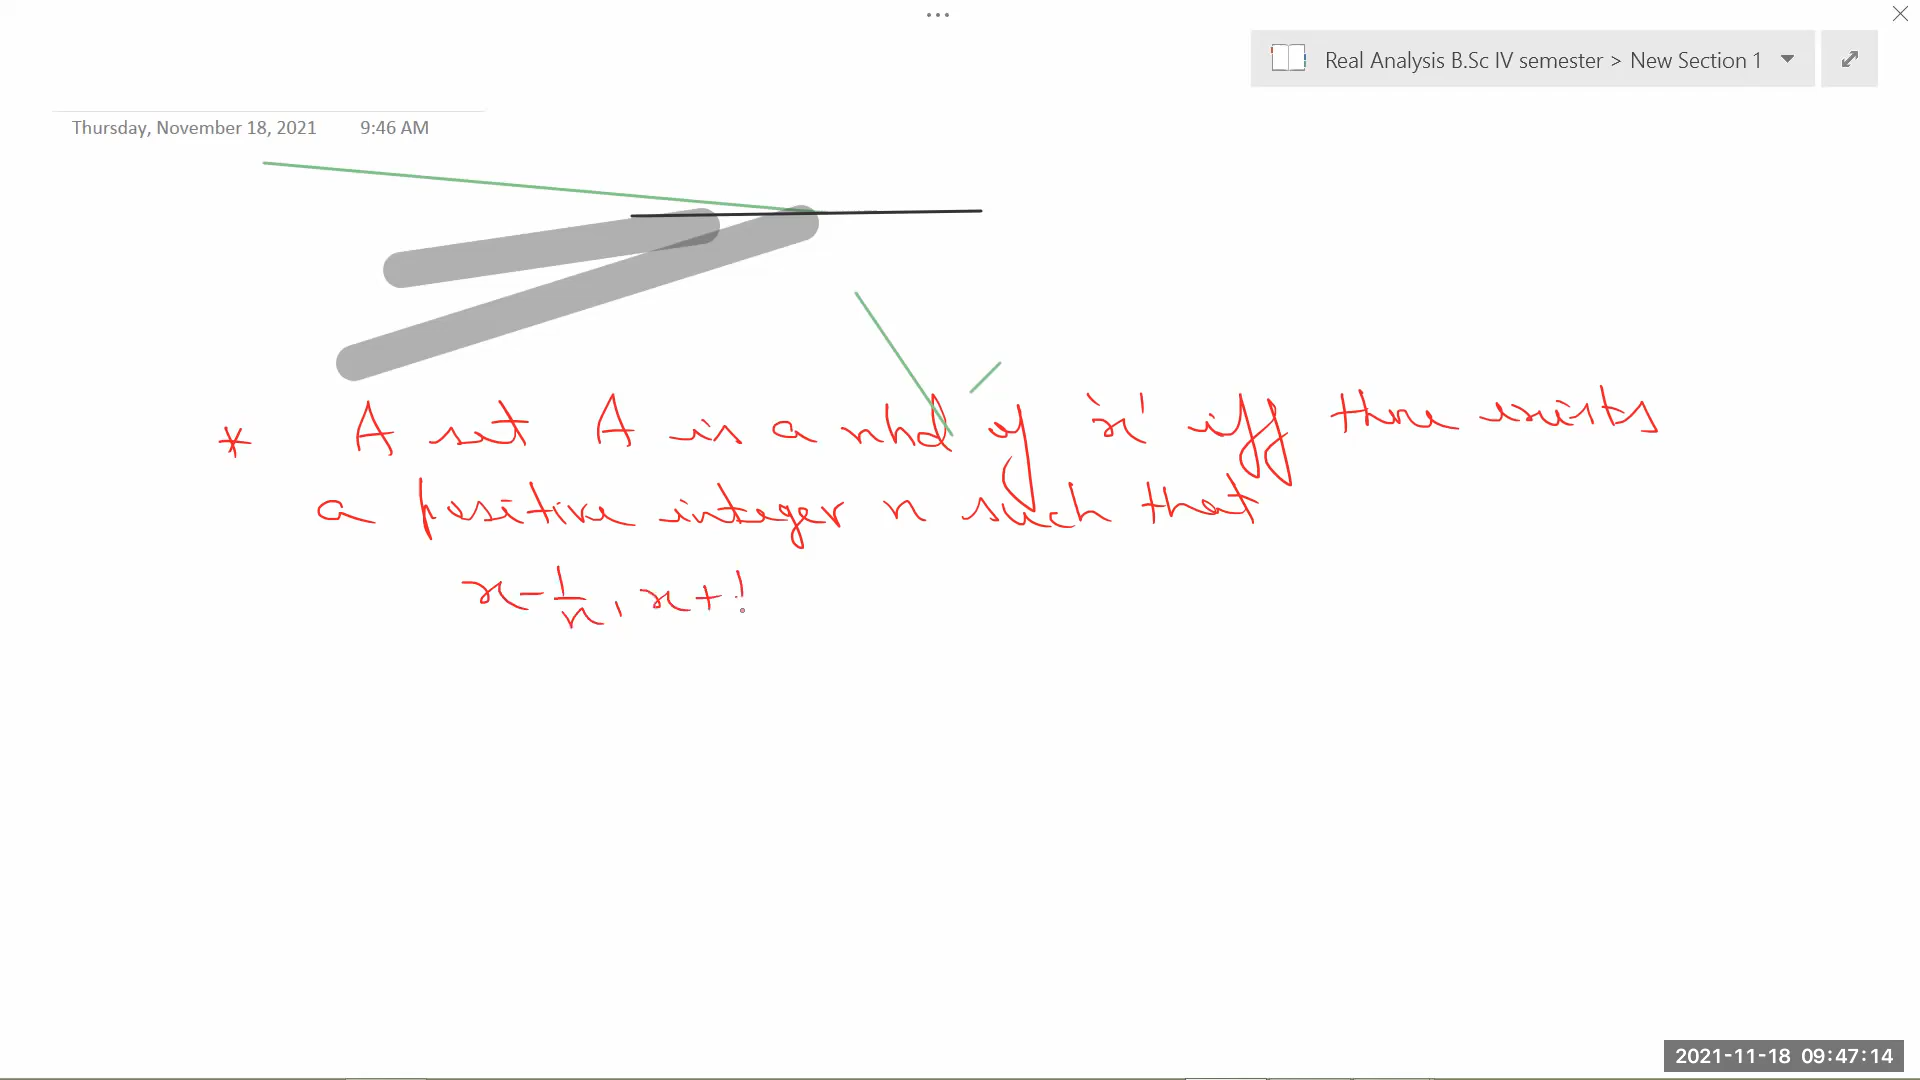 ...
Real Analysis B.Sc IV semester > New Section 1
Thursday, November 18, 2021 9:46 AM
* A set A is a nhd of 'x' iff there exists
a positive integer n such that
x - 1/n, x +
2021-11-18 09:47:14